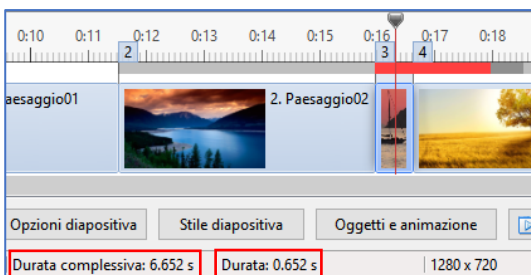 0:10 0:11 0:12 0:13 0:14 0:15 0:16 0:17 0:18
2 3 4
aesaggio01 2. Paesaggio02
Opzioni diapositiva Stile diapositiva Oggetti e animazione
Durata complessiva: 6.652 s Durata: 0.652 s 1280 x 720